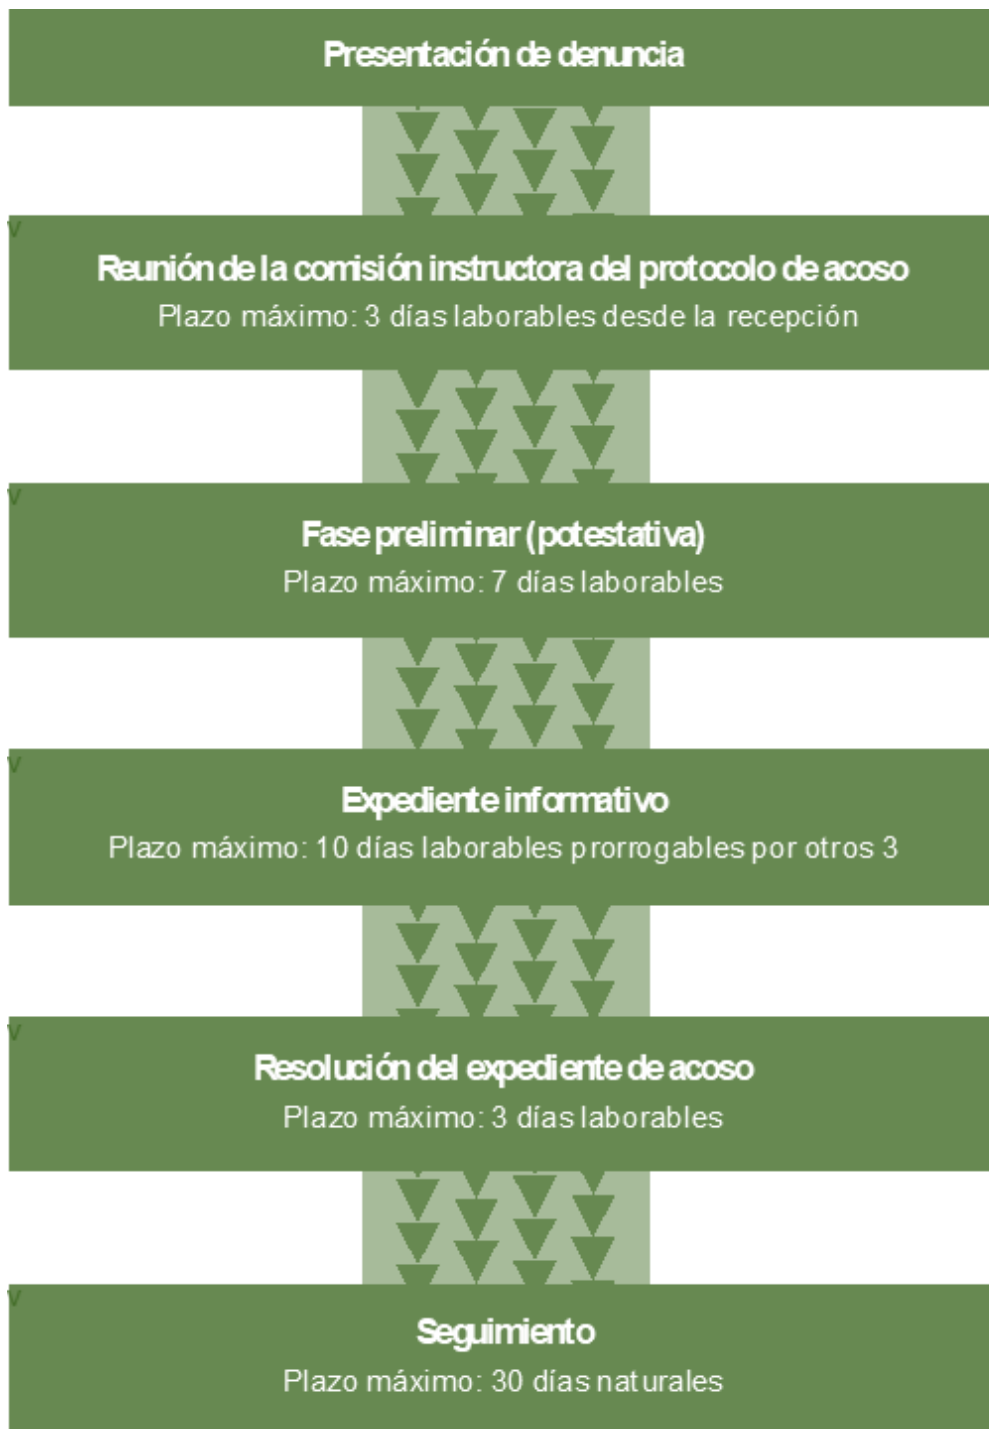 Presentación de denuncia
v
Reunión de la comisión instructora del protocolo de acoso
Plazo máximo: 3 días laborables desde la recepción
v
Fase preliminar (potestativa)
Plazo máximo: 7 días laborables
v
Expediente informativo
Plazo máximo: 10 días laborables prorrogables por otros 3
v
Resolución del expediente de acoso
Plazo máximo: 3 días laborables
v
Seguimiento
Plazo máximo: 30 días naturales